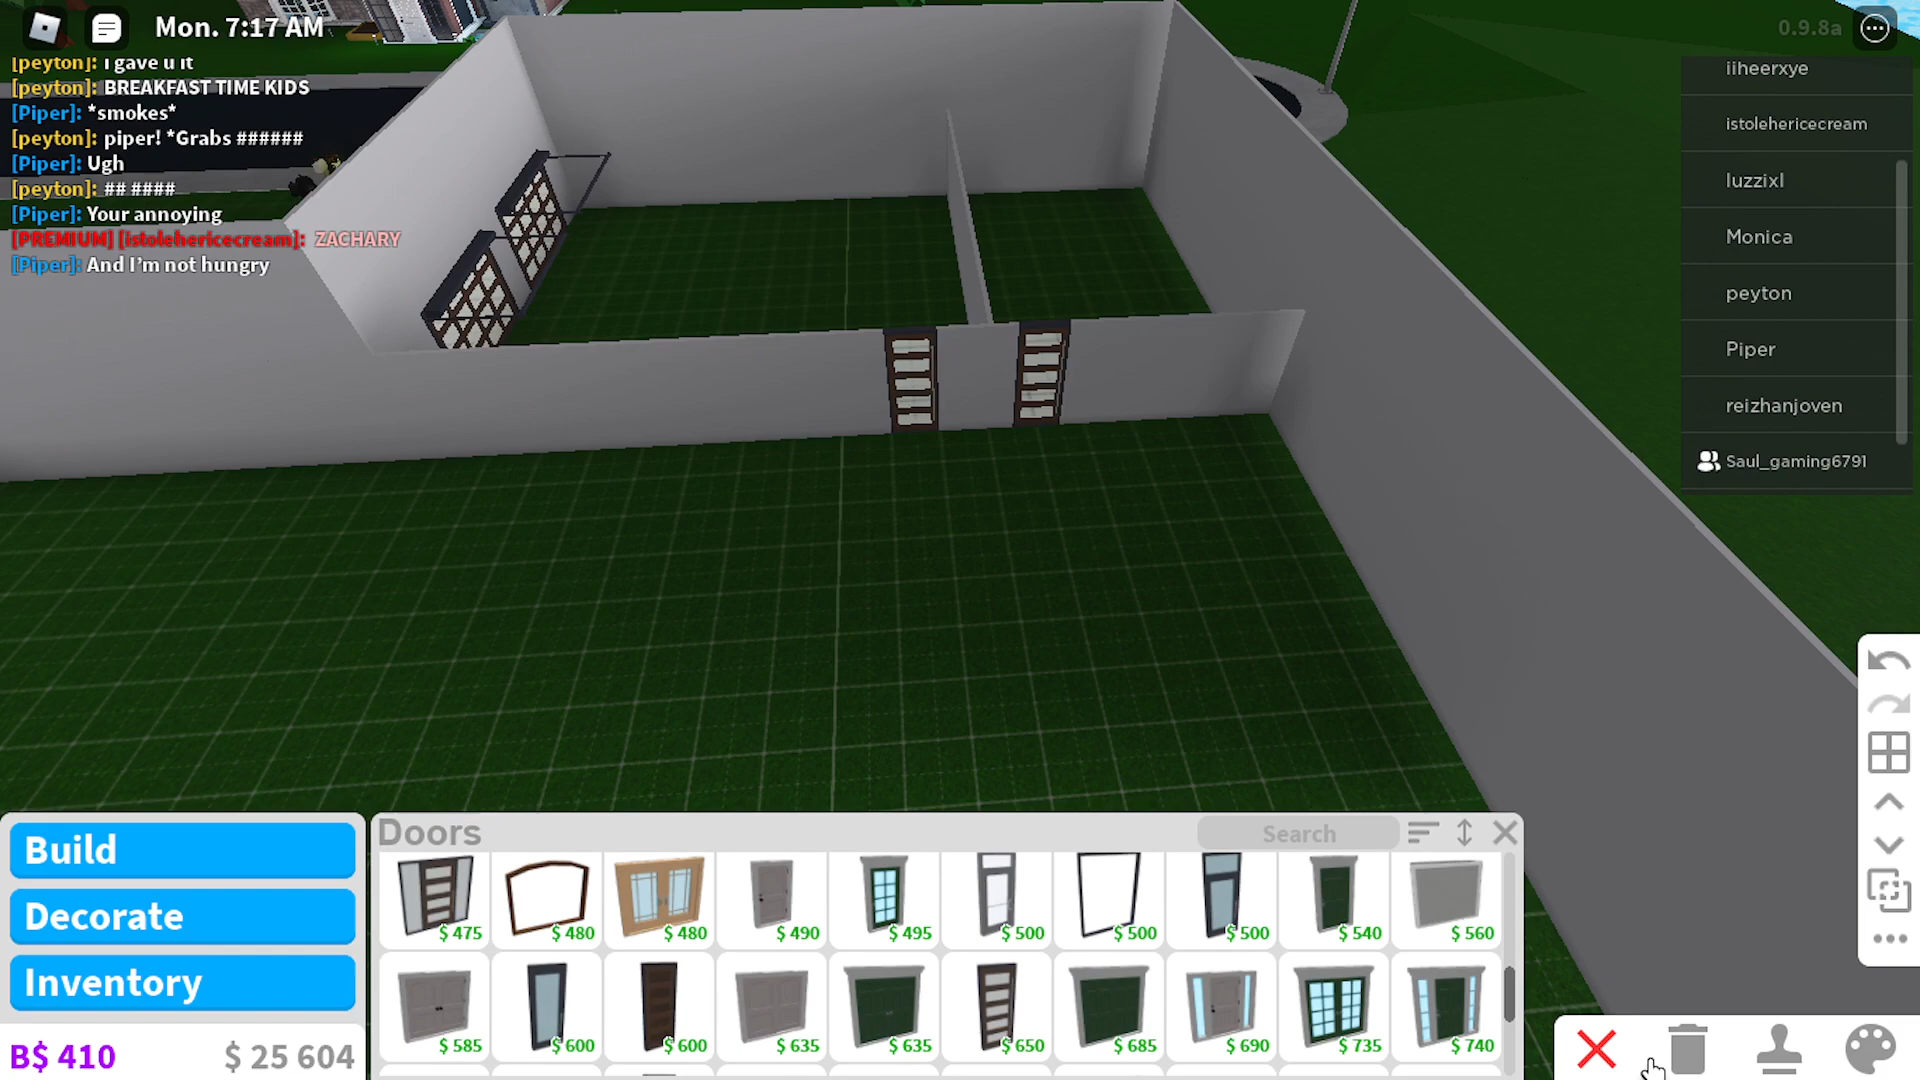 Mon. 7:17 AM
0.9.8a
[peyton]: I gave u it
[peyton]: BREAKFAST TIME KIDS
[Piper]: *smokes*
[peyton]: piper! *Grabs ######
[Piper]: Ugh
[peyton]: ## ####
[Piper]: Your annoying
[PREMIUM] [istolehericecream]: ZACHARY
[Piper]: And I'm not hungry
iiheerxye
istolehericecream
luzzixl
Monica
peyton
Piper
reizhanjoven
Saul_gaming6791
Build
Decorate
Inventory
B$ 410
$ 25 604
Doors
Search
$ 475
$ 480
$ 480
$ 490
$ 495
$ 500
$ 500
$ 500
$ 540
$ 560
$ 585
$ 600
$ 600
$ 635
$ 635
$ 650
$ 685
$ 690
$ 735
$ 740